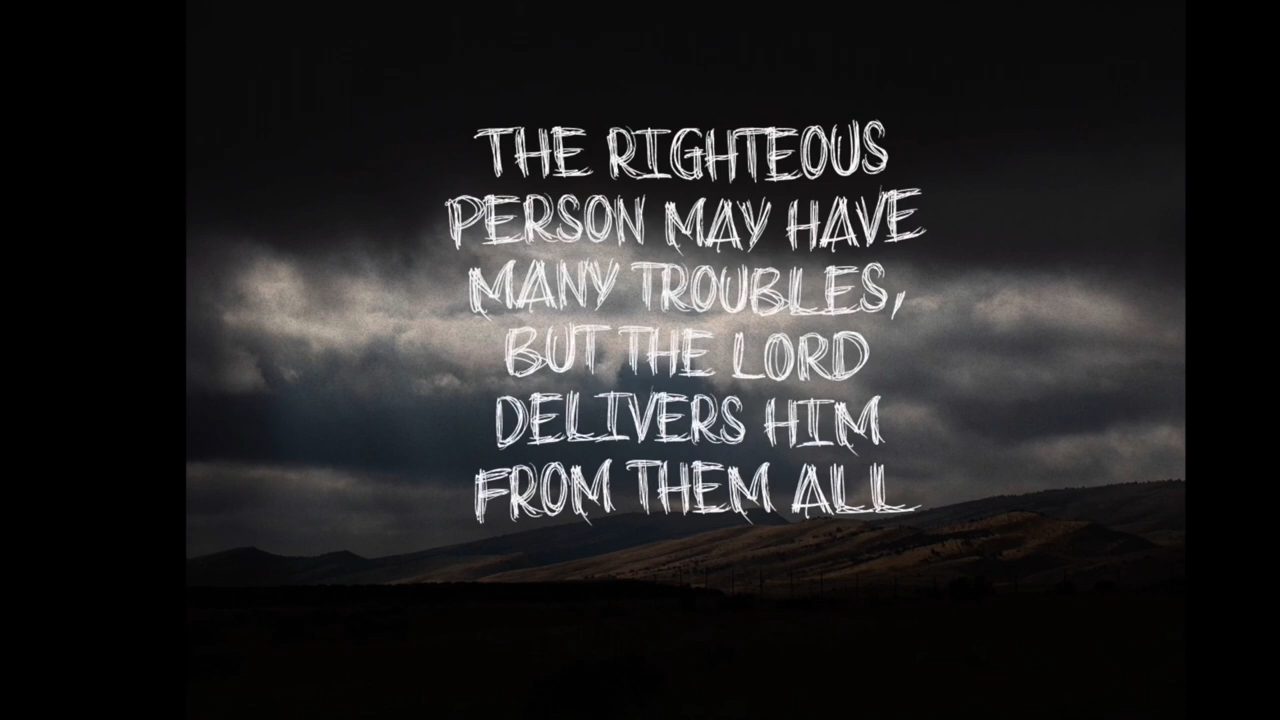 THE RIGHTEOUS
PERSON MAY HAVE
MANY TROUBLES,
BUT THE LORD
DELIVERS HIM
FROM THEM ALL